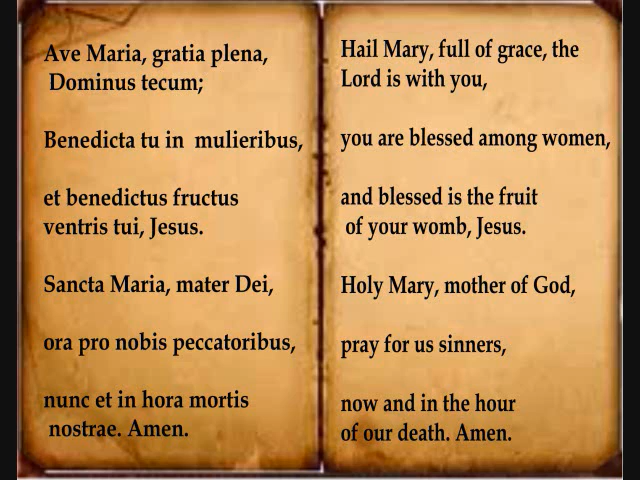 Ave Maria, gratia plena,
Dominus tecum;
Benedicta tu in mulieribus,
et benedictus fructus
ventris tui, Jesus.
Sancta Maria, mater Dei,
ora pro nobis peccatoribus,
nunc et in hora mortis
nostrae. Amen.
Hail Mary, full of grace, the
Lord is with you,
you are blessed among women,
and blessed is the fruit
of your womb, Jesus.
Holy Mary, mother of God,
pray for us sinners,
now and in the hour
of our death. Amen.